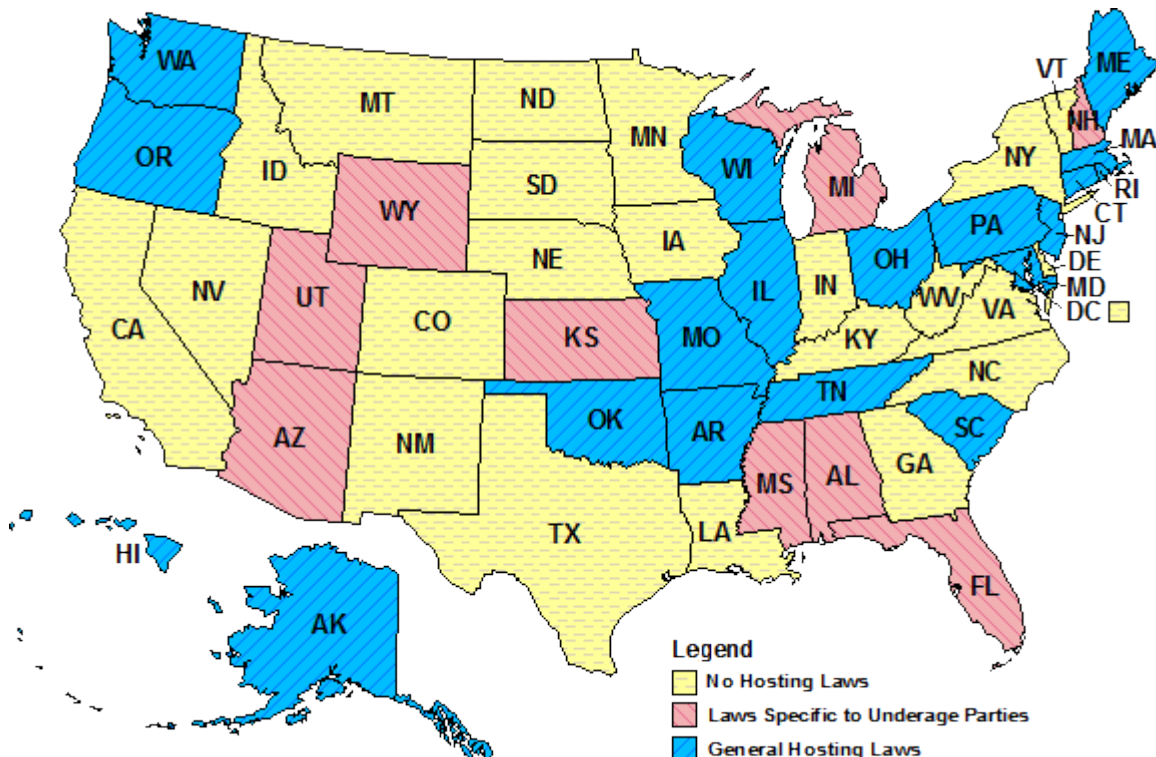 WA
ME
VT
MT
ND
NH
MN
MA
OR
NY
ID
WI
SD
MI
RI
WY
CT
PA
NJ
IA
NE
OH
DE
IN
MD
NV
UT
IL
WV
VA
DC
CO
CA
KS
MO
KY
NC
TN
OK
AR
SC
AZ
NM
GA
MS
AL
TX
LA
HI
FL
AK
Legend
No Hosting Laws
Laws Specific to Underage Parties
General Hosting Laws